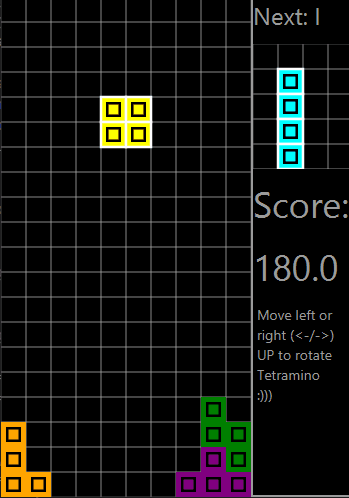 Next: I
Score:
180.0
Move left or
right (<-/->)
UP to rotate
Tetramino
:)))